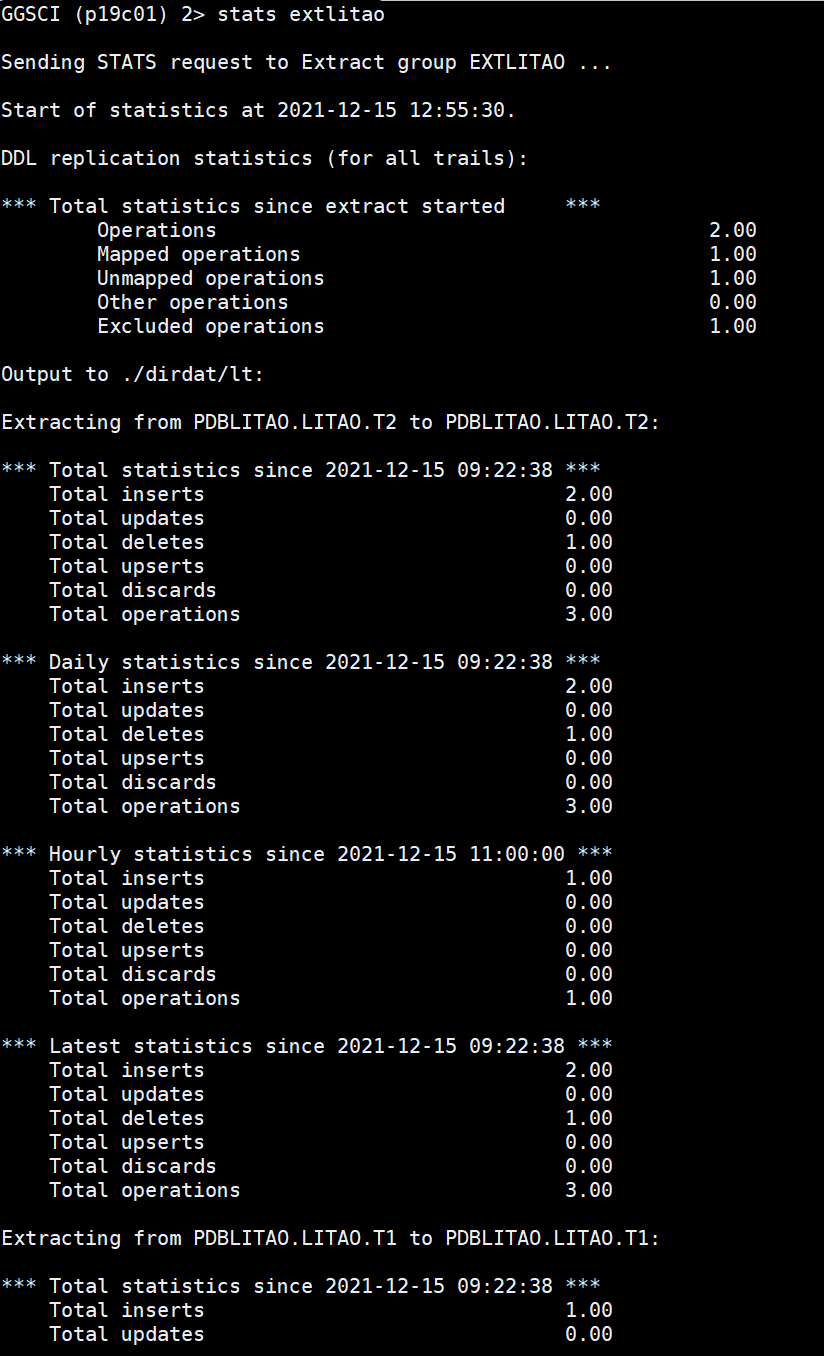 GGSCI (p19c01) 2> stats extlitao
Sending STATS request to Extract group EXTLITAO ...
Start of statistics at 2021-12-15 12:55:30.
DDL replication statistics (for all trails):
*** Total statistics since extract started     ***
Operations 2.00
Mapped operations 1.00
Unmapped operations 1.00
Other operations 0.00
Excluded operations 1.00
Output to ./dirdat/lt:
Extracting from PDBLITAO.LITAO.T2 to PDBLITAO.LITAO.T2:
*** Total statistics since 2021-12-15 09:22:38 ***
Total inserts 2.00
Total updates 0.00
Total deletes 1.00
Total upserts 0.00
Total discards 0.00
Total operations 3.00
*** Daily statistics since 2021-12-15 09:22:38 ***
Total inserts 2.00
Total updates 0.00
Total deletes 1.00
Total upserts 0.00
Total discards 0.00
Total operations 3.00
*** Hourly statistics since 2021-12-15 11:00:00 ***
Total inserts 1.00
Total updates 0.00
Total deletes 0.00
Total upserts 0.00
Total discards 0.00
Total operations 1.00
*** Latest statistics since 2021-12-15 09:22:38 ***
Total inserts 2.00
Total updates 0.00
Total deletes 1.00
Total upserts 0.00
Total discards 0.00
Total operations 3.00
Extracting from PDBLITAO.LITAO.T1 to PDBLITAO.LITAO.T1:
*** Total statistics since 2021-12-15 09:22:38 ***
Total inserts 1.00
Total updates 0.00